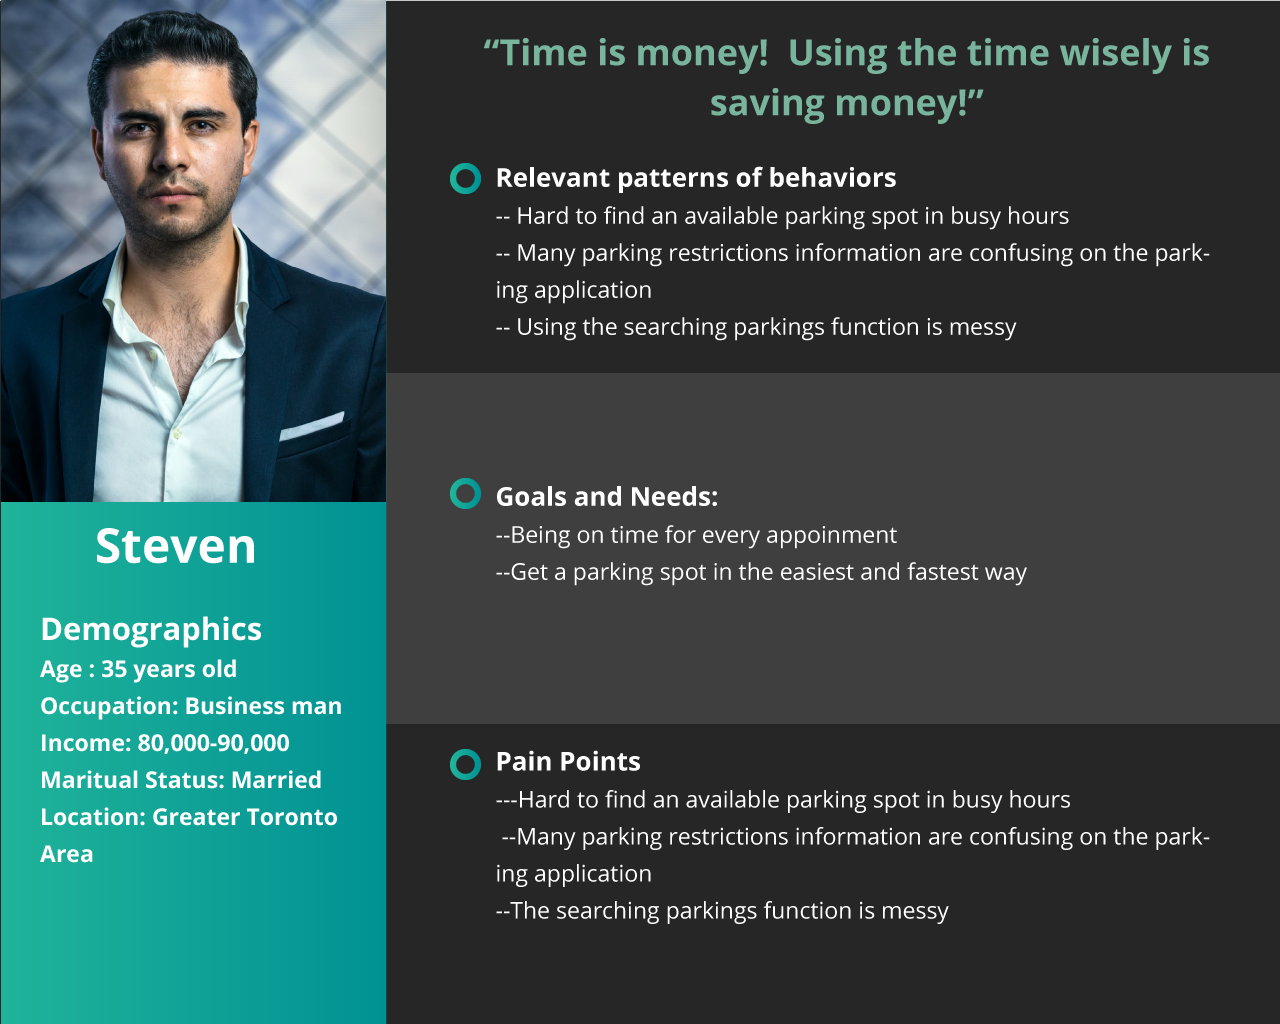 “Time is money!  Using the time wisely is
saving money!”
Relevant patterns of behaviors
-- Hard to find an available parking spot in busy hours
-- Many parking restrictions information are confusing on the park-
ing application
-- Using the searching parkings function is messy
Goals and Needs:
--Being on time for every appoinment
--Get a parking spot in the easiest and fastest way
Pain Points
---Hard to find an available parking spot in busy hours
--Many parking restrictions information are confusing on the park-
ing application
--The searching parkings function is messy
Steven
Demographics
Age : 35 years old
Occupation: Business man
Income: 80,000-90,000
Maritual Status: Married
Location: Greater Toronto
Area